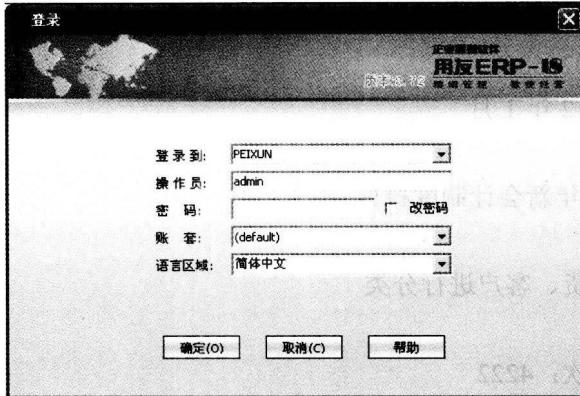 登录
用友ERP-U8
登录到: PEIXUN
操作员: admin
密 码: 改密码
账 套: (default)
语言区域: 简体中文
确定(O) 取消(C) 帮助